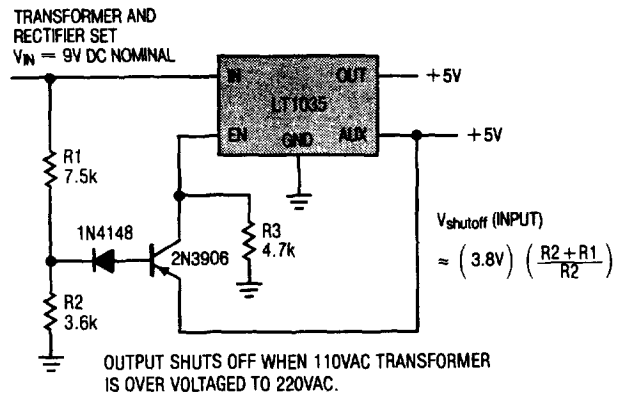 TRANSFORMER AND
RECTIFIER SET
VIN = 9V DC NOMINAL
IN
OUT
+5V
LT1035
EN
GND
AUX
+5V
R1
7.5k
1N4148
2N3906
R3
4.7k
R2
3.6k
Vshutoff (INPUT)
≈ (3.8V) (R2+R1
R2)
OUTPUT SHUTS OFF WHEN 110VAC TRANSFORMER
IS OVER VOLTAGED TO 220VAC.